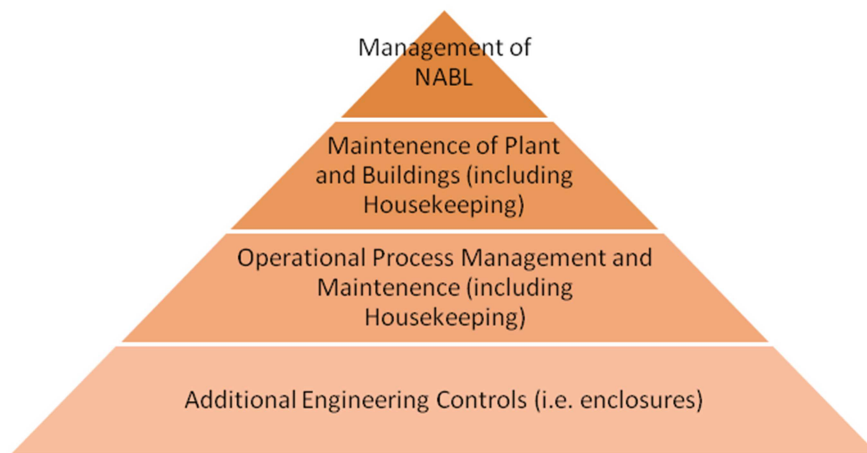 Management of
NABL
Maintenence of Plant
and Buildings (including
Housekeeping)
Operational Process Management and
Maintenence (including
Housekeeping)
Additional Engineering Controls (i.e. enclosures)